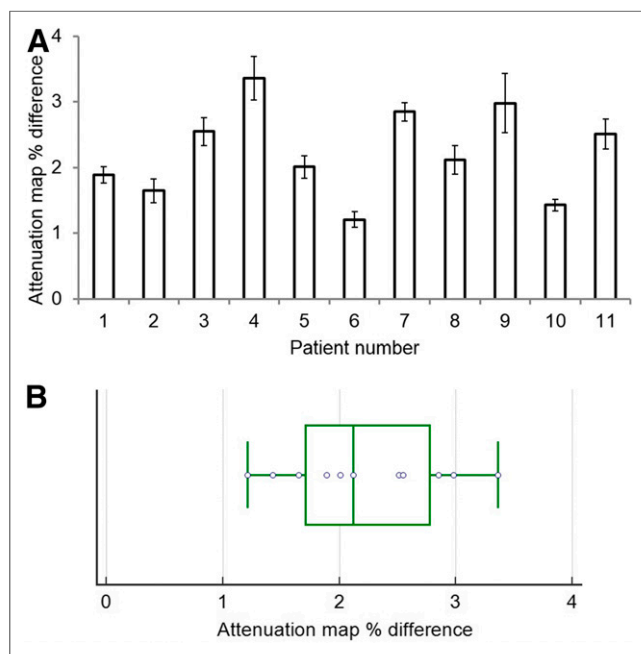 A
Attenuation map % difference
4
3
2
1
0
1 2 3 4 5 6 7 8 9 10 11
Patient number
B
0 1 2 3 4
Attenuation map % difference